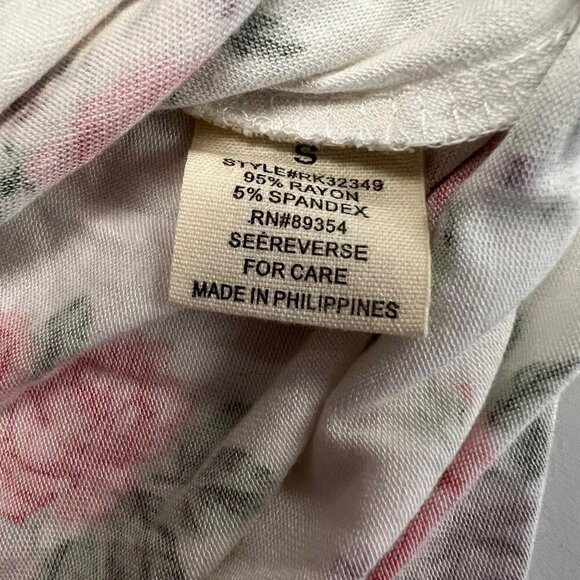 S
STYLE#RK32349
95% RAYON
5% SPANDEX
RN#89354
SEEREVERSE
FOR CARE
MADE IN PHILIPPINES